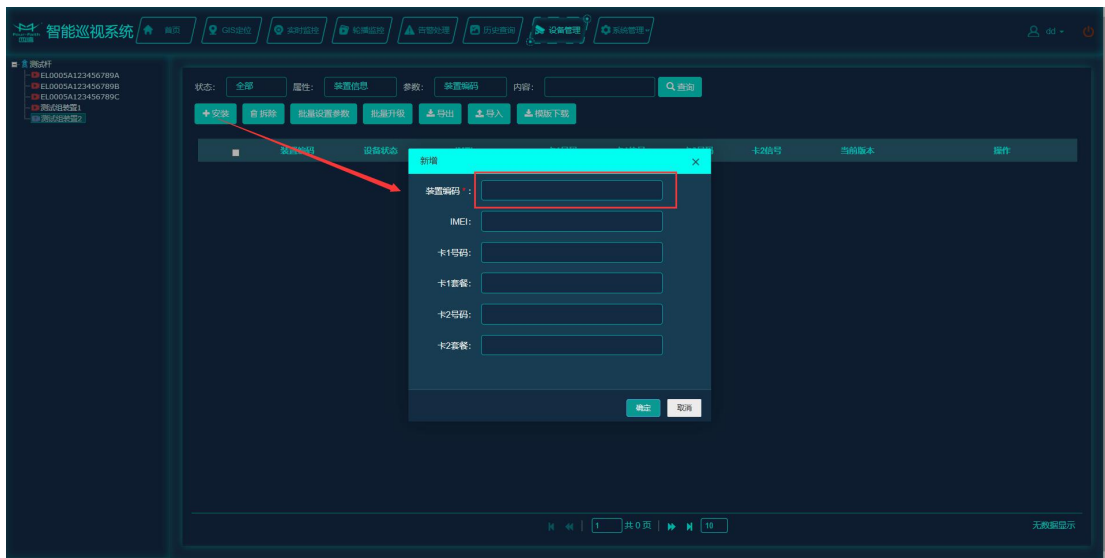 智能巡视系统 首页 GIS定位 实时监控 轮播监控 告警处理 历史查询 设备管理 系统管理 dd
测试杆
EL0005A123456789A
EL0005A123456789B
EL0005A123456789C
测试组装置1
测试组装置2
状态: 全部 属性: 装置信息 参数: 装置编码 内容: 查询
安装 拆除 批量设置参数 批量升级 导出 导入 模版下载
装置编码 设备状态 卡2信号 当前版本 操作
新增
装置编码 * :
IMEI:
卡1号码:
卡1套餐:
卡2号码:
卡2套餐:
确定 取消
1 共 0 页 10 无数据显示